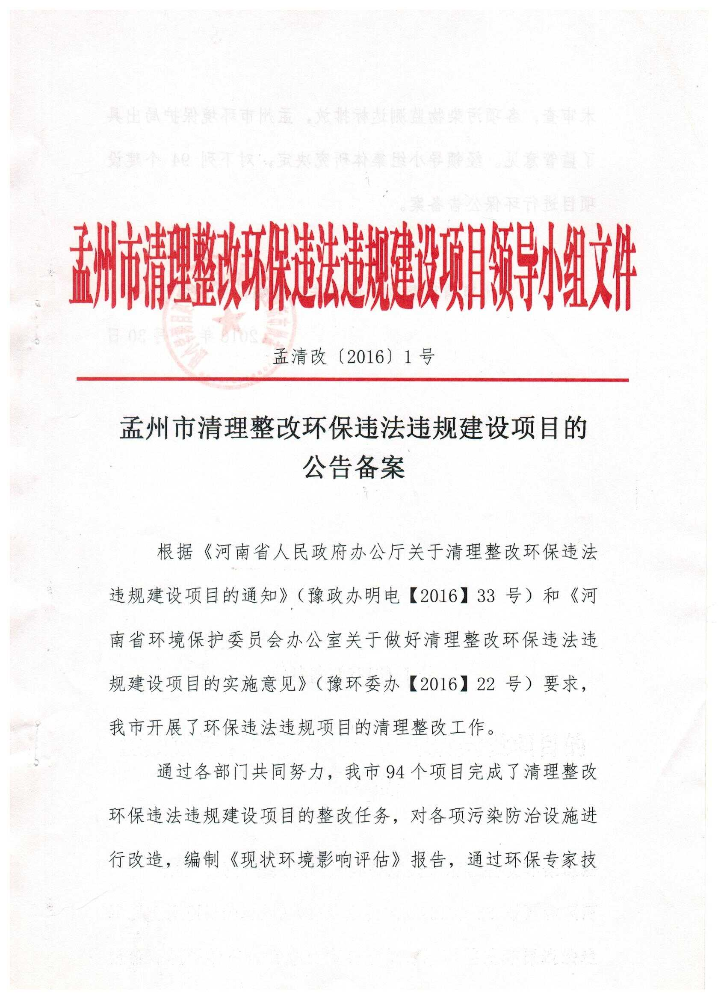 孟州市清理整改环保违法违规建设项目领导小组文件
孟清改〔2016〕1号
孟州市清理整改环保违法违规建设项目的
公告备案
根据《河南省人民政府办公厅关于清理整改环保违法
违规建设项目的通知》（豫政办明电【2016】33 号）和《河
南省环境保护委员会办公室关于做好清理整改环保违法违
规建设项目的实施意见》（豫环委办【2016】22 号）要求，
我市开展了环保违法违规项目的清理整改工作。
通过各部门共同努力，我市94个项目完成了清理整改
环保违法违规建设项目的整改任务，对各项污染防治设施进
行改造，编制《现状环境影响评估》报告，通过环保专家技